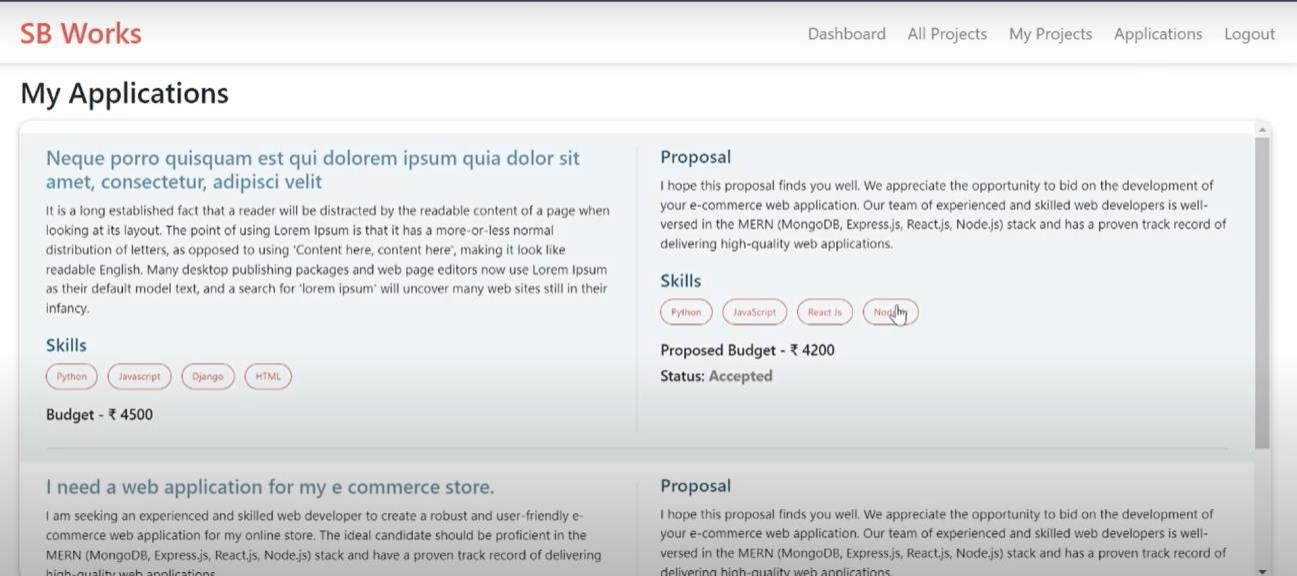 SB Works
Dashboard All Projects My Projects Applications Logout
My Applications
Neque porro quisquam est qui dolorem ipsum quia dolor sit
amet, consectetur, adipisci velit
It is a long established fact that a reader will be distracted by the readable content of a page when
looking at its layout. The point of using Lorem Ipsum is that it has a more-or-less normal
distribution of letters, as opposed to using 'Content here, content here', making it look like
readable English. Many desktop publishing packages and web page editors now use Lorem Ipsum
as their default model text, and a search for 'lorem ipsum' will uncover many web sites still in their
infancy.
Skills
Python Javascript Django HTML
Budget - ₹ 4500
Proposal
I hope this proposal finds you well. We appreciate the opportunity to bid on the development of
your e-commerce web application. Our team of experienced and skilled web developers is well-
versed in the MERN (MongoDB, Express.js, React.js, Node.js) stack and has a proven track record of
delivering high-quality web applications.
Skills
Python JavaScript React Js
Proposed Budget - ₹ 4200
Status: Accepted
I need a web application for my e commerce store.
I am seeking an experienced and skilled web developer to create a robust and user-friendly e-
commerce web application for my online store. The ideal candidate should be proficient in the
MERN (MongoDB, Express.js, React.js, Node.js) stack and have a proven track record of delivering
high-quality web applications.
Proposal
I hope this proposal finds you well. We appreciate the opportunity to bid on the development of
your e-commerce web application. Our team of experienced and skilled web developers is well-
versed in the MERN (MongoDB, Express.js, React.js, Node.js) stack and has a proven track record of
delivering high-quality web applications.